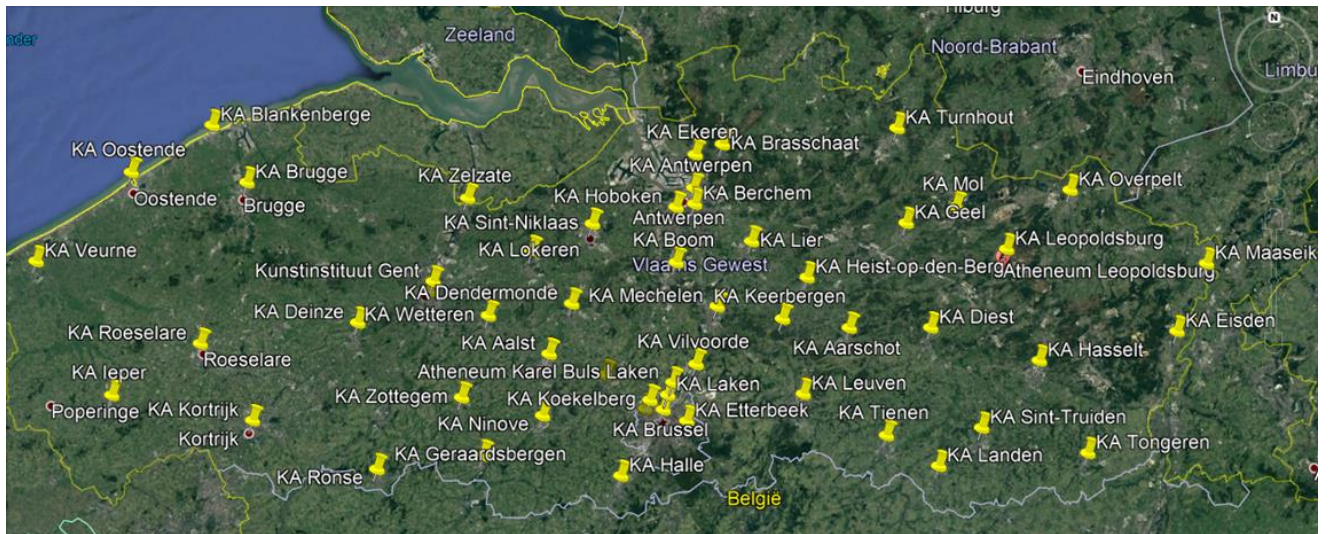 Tilburg
Zeeland
Noord-Brabant
N
Eindhoven
Limbu
KA Blankenberge
KA Turnhout
KA Ekeren
KA Brasschaat
KA Oostende
KA Antwerpen
KA Brugge
KA Zelzate
KA Overpelt
KA Mol
KA Hoboken
KA Berchem
Oostende
Brugge
KA Geel
Antwerpen
KA Sint-Niklaas
KA Lier
KA Boom
KA Leopoldsburg
KA Veurne
KA Lokeren
KA Maaseik
Vlaams Gewest
KA Heist-op-den-Berg
Atheneum Leopoldsburg
Kunstinstituut Gent
KA Dendermonde
KA Mechelen
KA Keerbergen
KA Deinze
KA Wetteren
KA Diest
KA Eisden
KA Roeselare
KA Aalst
KA Vilvoorde
KA Aarschot
KA Hasselt
Roeselare
Atheneum Karel Buls Laken
KA Ieper
KA Laken
KA Leuven
KA Zottegem
KA Koekelberg
Poperinge
KA Kortrijk
KA Etterbeek
KA Tienen
KA Sint-Truiden
KA Ninove
KA Brussel
Kortrijk
KA Tongeren
KA Geraardsbergen
KA Landen
KA Halle
KA Ronse
België